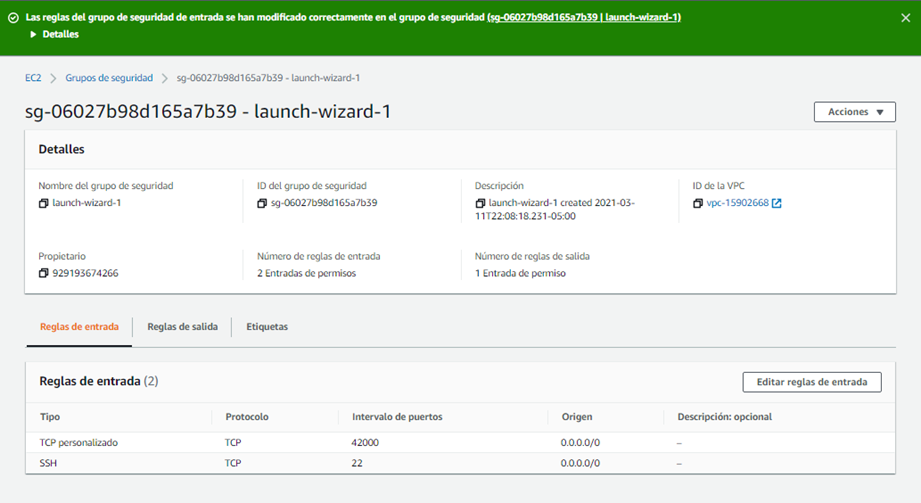 Las reglas del grupo de seguridad de entrada se han modificado correctamente en el grupo de seguridad (sg-06027b98d165a7b39 | launch-wizard-1)
Detalles
EC2 > Grupos de seguridad > sg-06027b98d165a7b39 - launch-wizard-1
sg-06027b98d165a7b39 - launch-wizard-1
Acciones
Detalles
Nombre del grupo de seguridad ID del grupo de seguridad Descripción ID de la VPC
launch-wizard-1 sg-06027b98d165a7b39 launch-wizard-1 created 2021-03- vpc-15902668
11T22:08:18.231-05:00
Propietario Número de reglas de entrada Número de reglas de salida
929193674266 2 Entradas de permisos 1 Entrada de permiso
Reglas de entrada Reglas de salida Etiquetas
Reglas de entrada (2) Editar reglas de entrada
Tipo Protocolo Intervalo de puertos Origen Descripción: opcional
TCP personalizado TCP 42000 0.0.0.0/0 –
SSH TCP 22 0.0.0.0/0 –